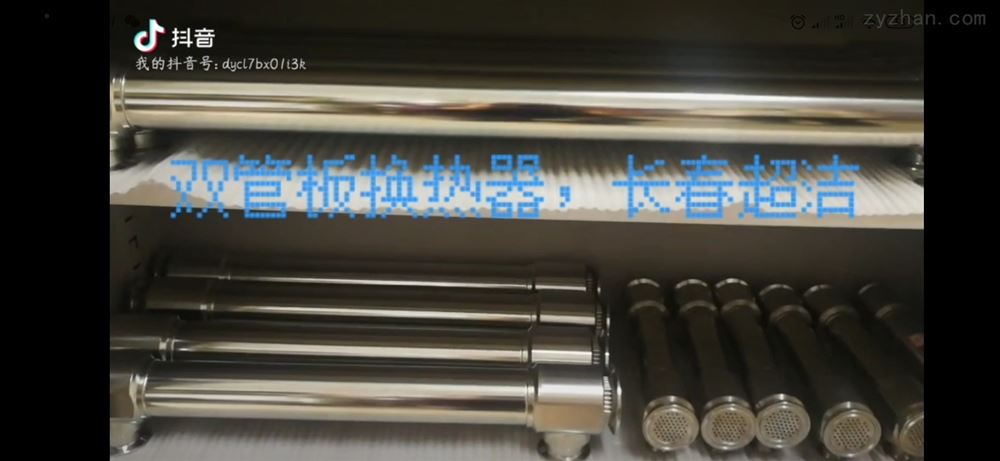 zyzhan.com
抖音
我的抖音号: dycl7bx01l3k
双管板换热器，长春超洁